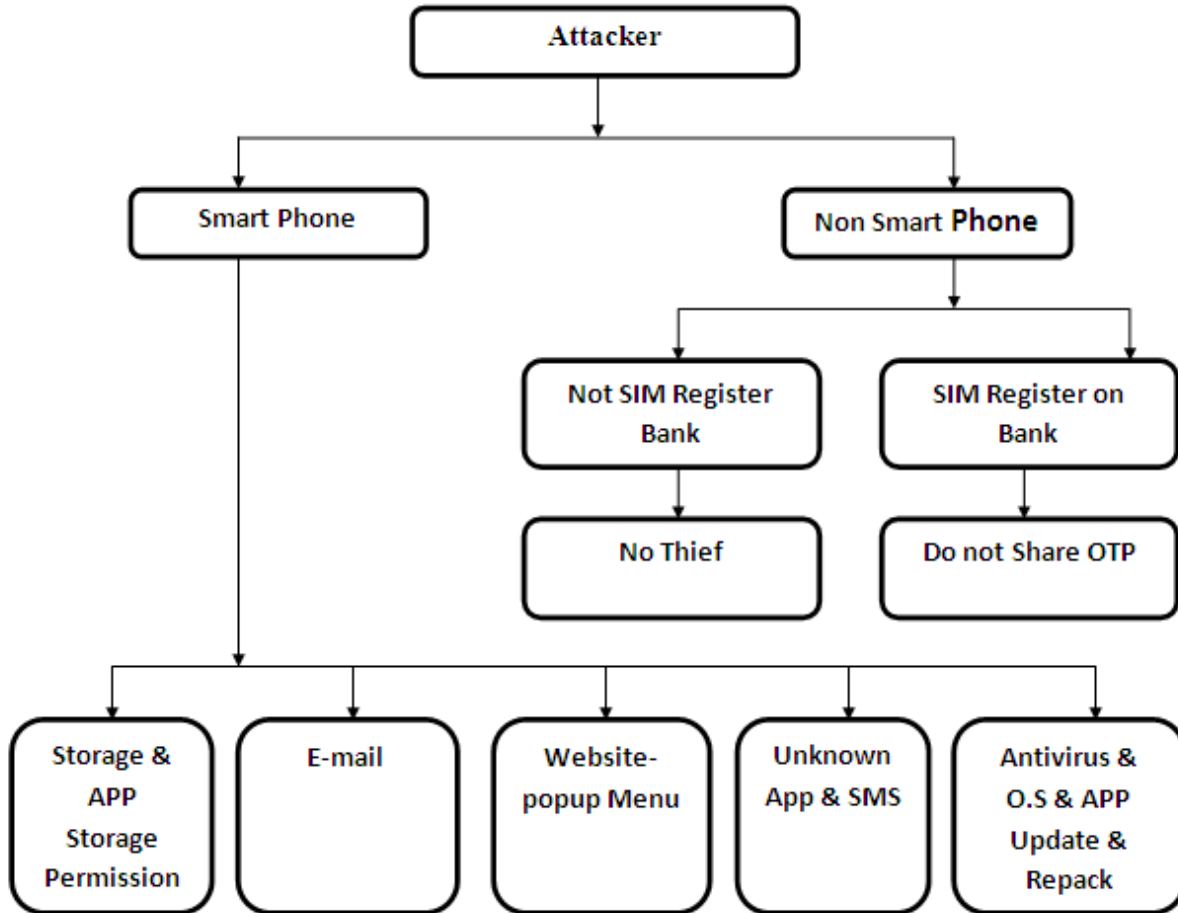 Attacker
Smart Phone
Non Smart Phone
Not SIM Register
Bank
SIM Register on
Bank
No Thief
Do not Share OTP
Storage &
APP
Storage
Permission
E-mail
Website-
popup Menu
Unknown
App & SMS
Antivirus &
O.S & APP
Update &
Repack